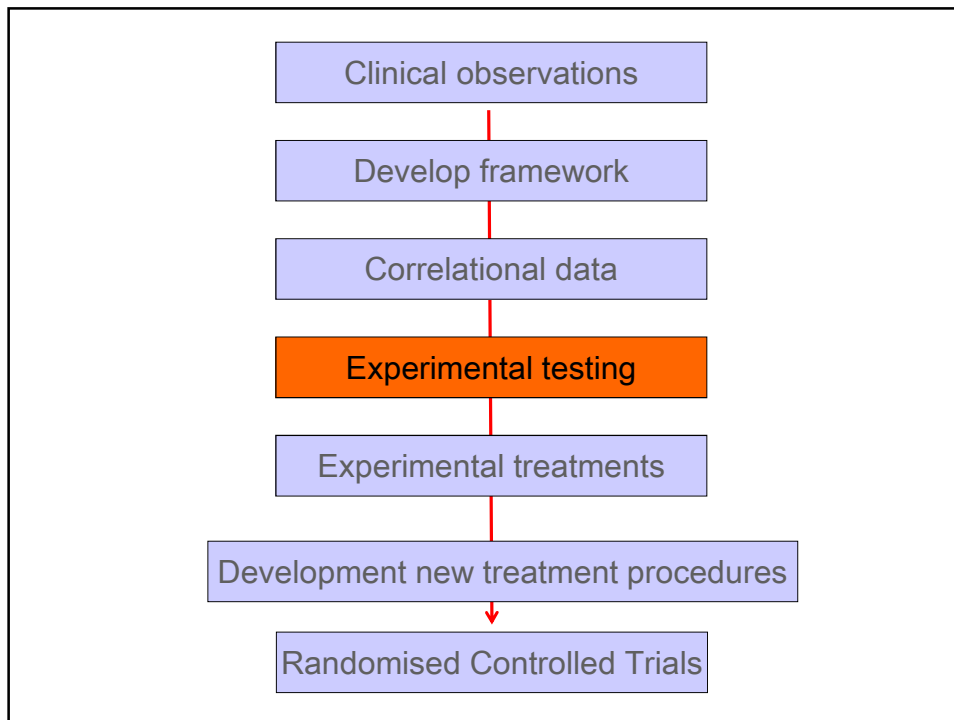 Clinical observations
Develop framework
Correlational data
Experimental testing
Experimental treatments
Development new treatment procedures
Randomised Controlled Trials